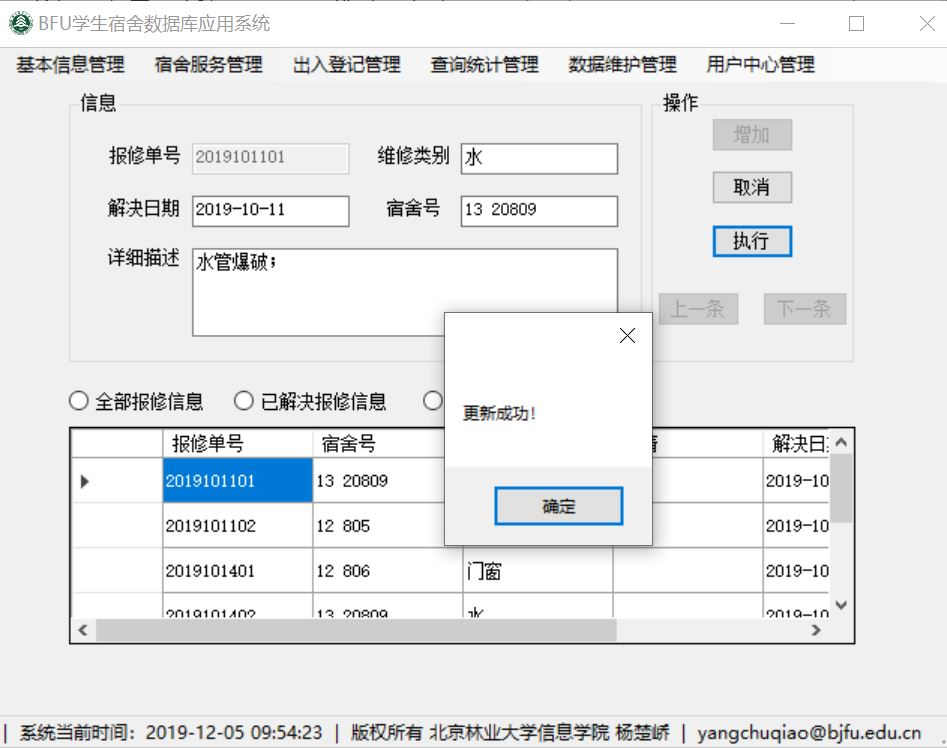 BFU学生宿舍数据库应用系统
基本信息管理 宿舍服务管理 出入登记管理 查询统计管理 数据维护管理 用户中心管理
信息
操作
报修单号 2019101101 维修类别 水
增加
解决日期 2019-10-11 宿舍号 13 20809
取消
详细描述 水管爆破;
执行
上一条 下一条
更新成功!
确定
全部报修信息 已解决报修信息
报修单号 宿舍号 解决日
2019101101 13 20809 2019-10
2019101102 12 805 2019-10
2019101401 12 806 门窗 2019-10
2019101402 13 20809 水 2019-10
| 系统当前时间: 2019-12-05 09:54:23 | 版权所有 北京林业大学信息学院 杨楚峤 | yangchuqiao@bjfu.edu.cn